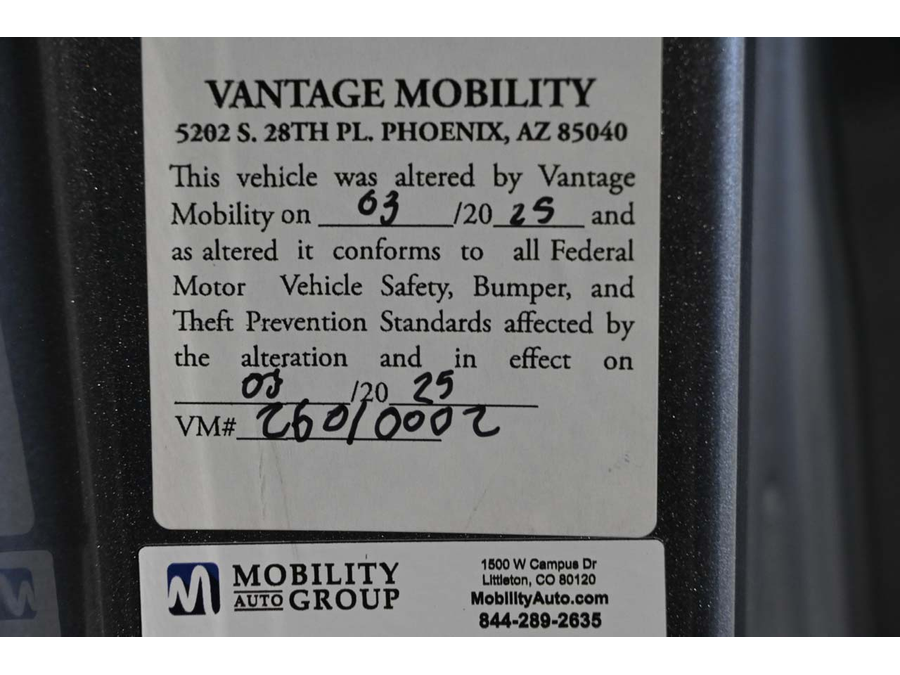 VANTAGE MOBILITY
5202 S. 28TH PL. PHOENIX, AZ 85040
This vehicle was altered by Vantage
Mobility on 03 /20 25 and
as altered it conforms to all Federal
Motor Vehicle Safety, Bumper, and
Theft Prevention Standards affected by
the alteration and in effect on
03 /20 25
VM# 26010002
MOBILITY
AUTO GROUP
1500 W Campus Dr
Littleton, CO 80120
MobilityAuto.com
844-289-2635